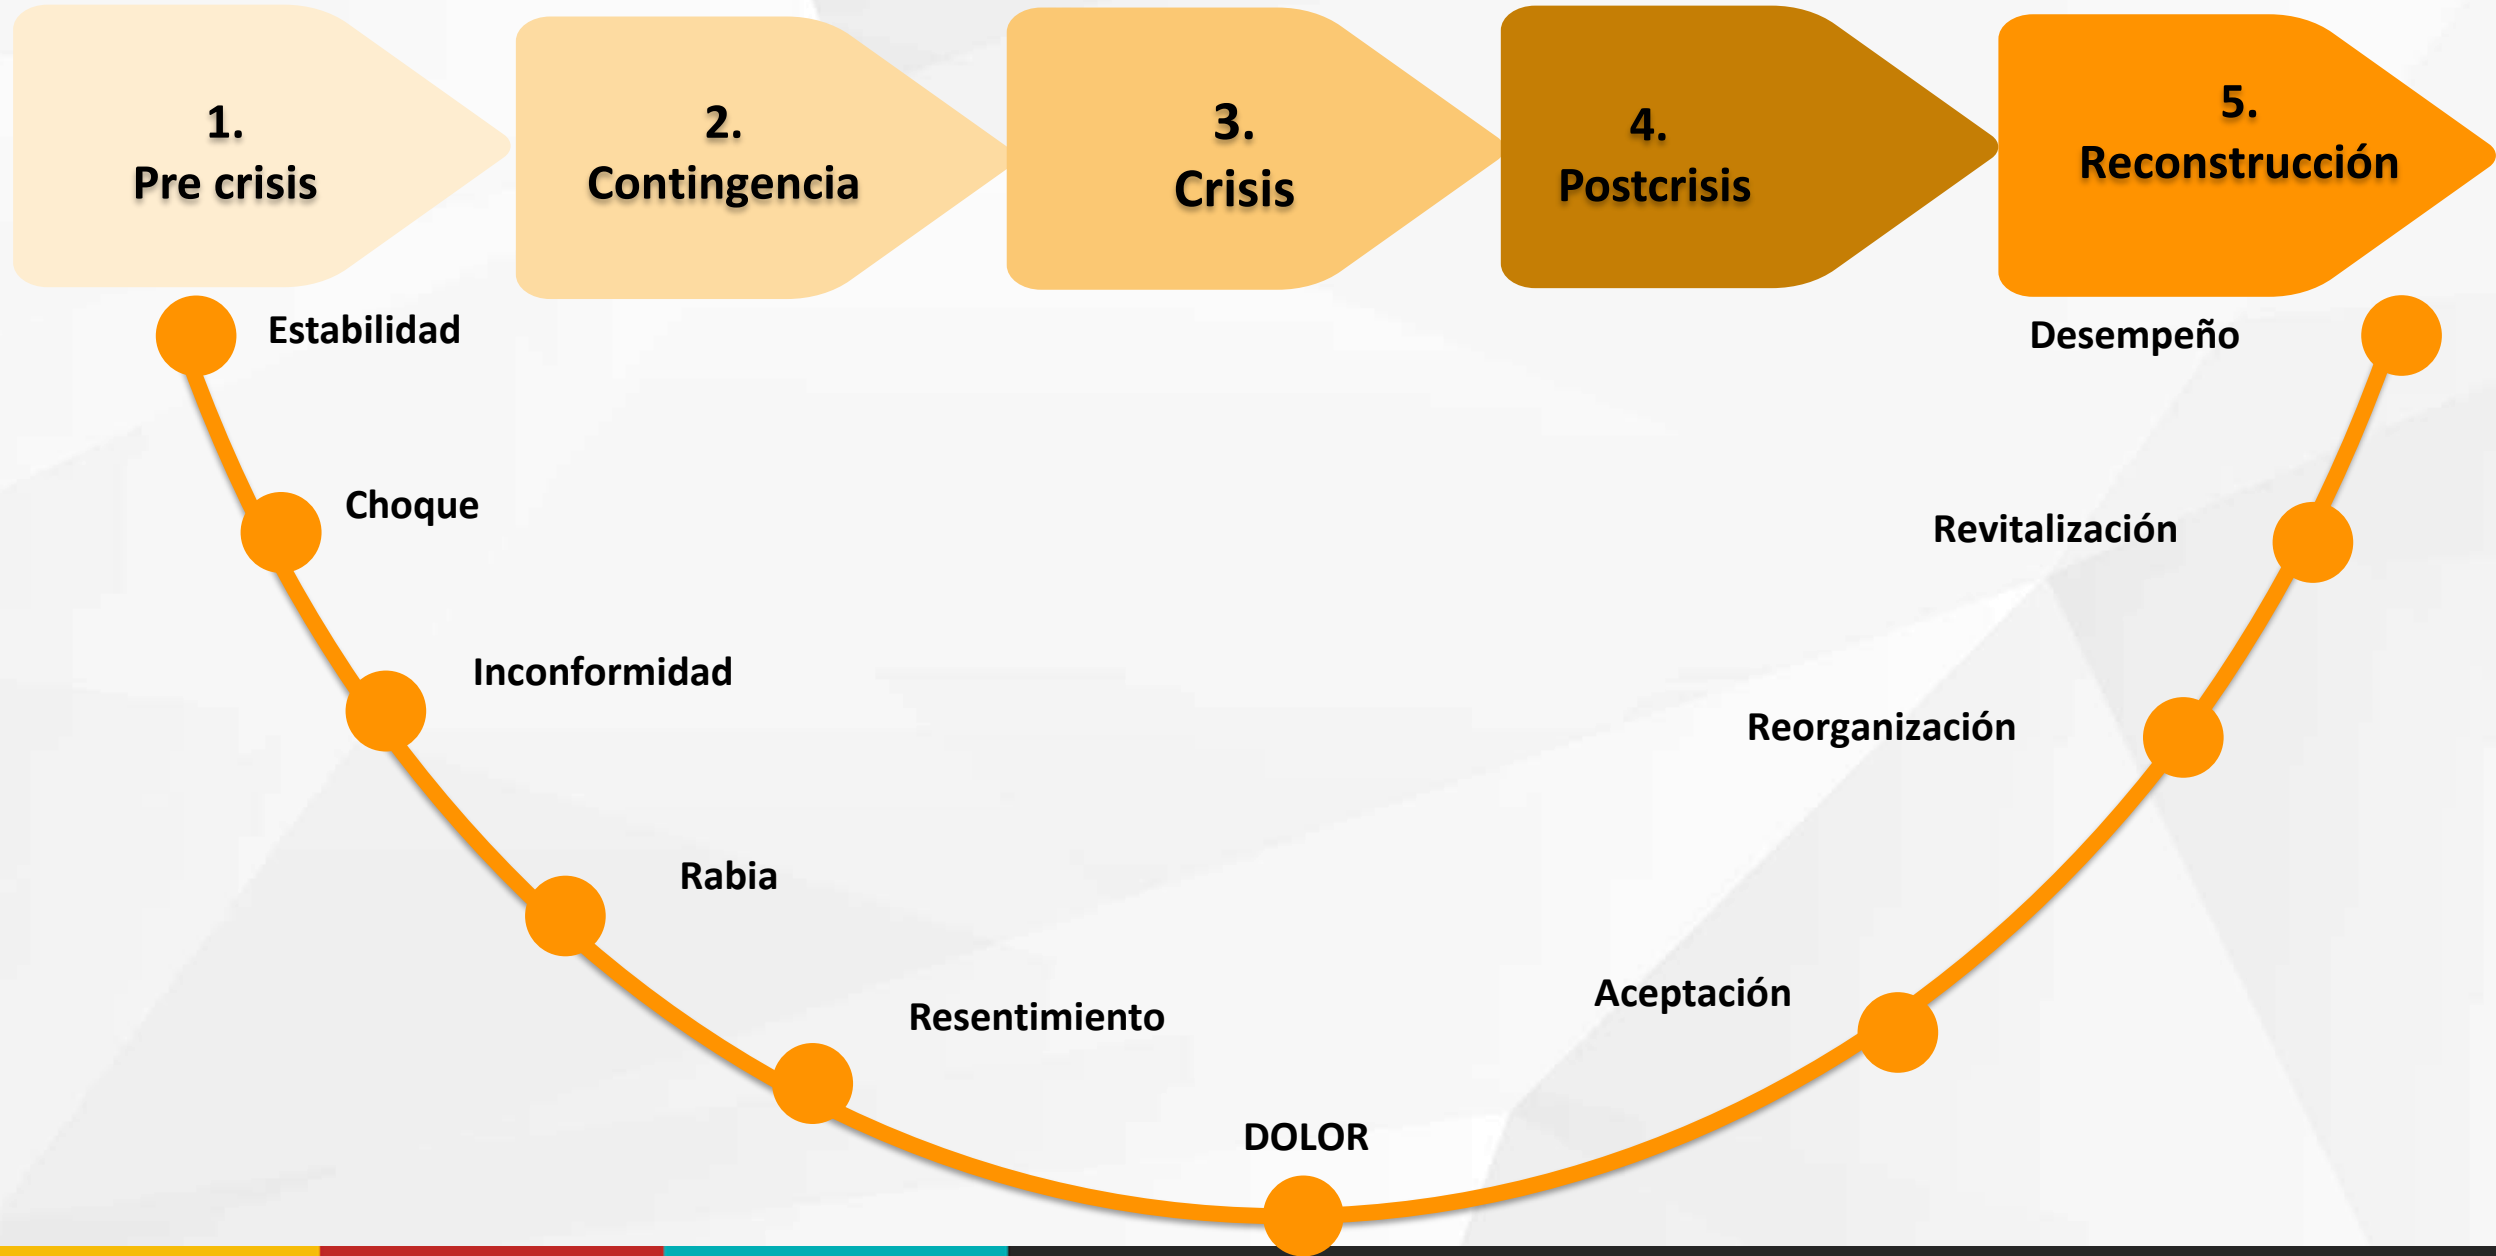 1.
Pre crisis
2.
Contingencia
3.
Crisis
4.
Postcrisis
5.
Reconstrucción
Estabilidad
Choque
Inconformidad
Rabia
Resentimiento
DOLOR
Aceptación
Reorganización
Revitalización
Desempeño